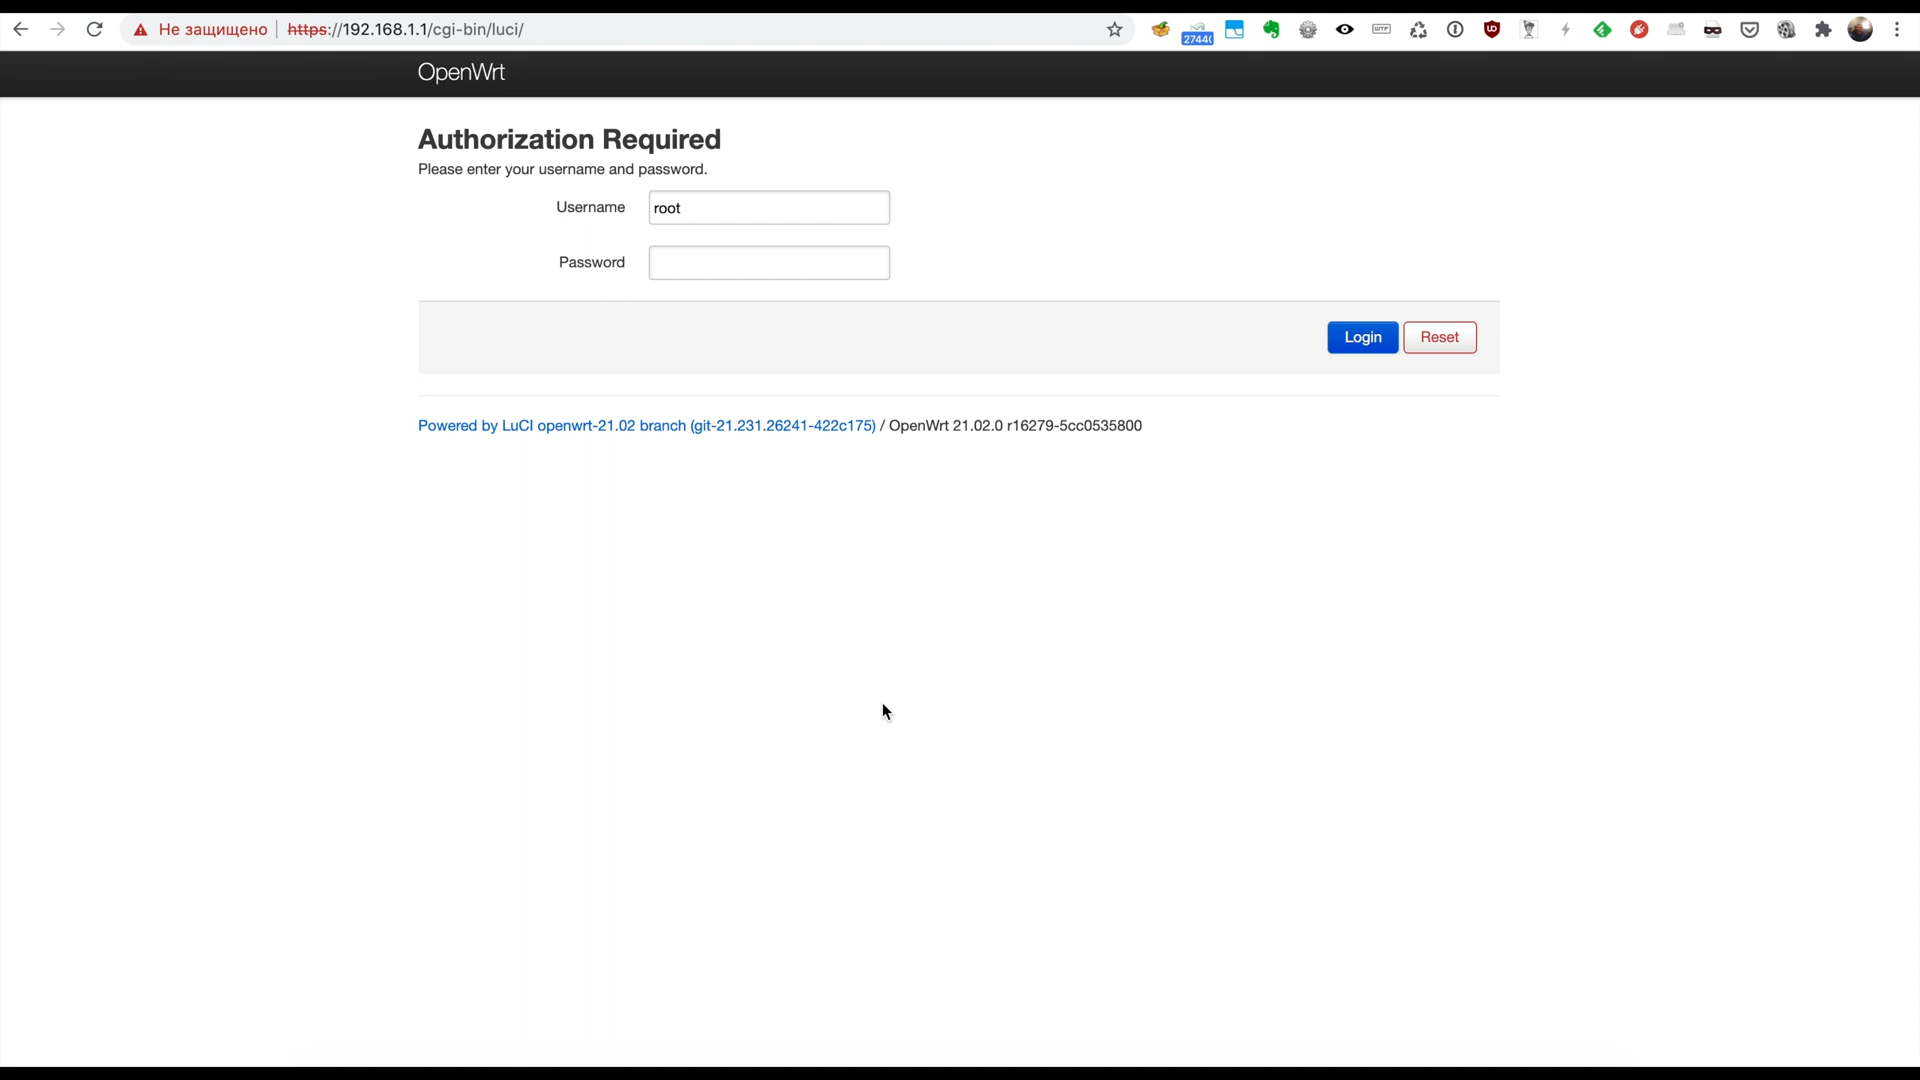 Не защищено https://192.168.1.1/cgi-bin/luci/
OpenWrt
Authorization Required
Please enter your username and password.
Username root
Password
Login Reset
Powered by LuCI openwrt-21.02 branch (git-21.231.26241-422c175) / OpenWrt 21.02.0 r16279-5cc0535800